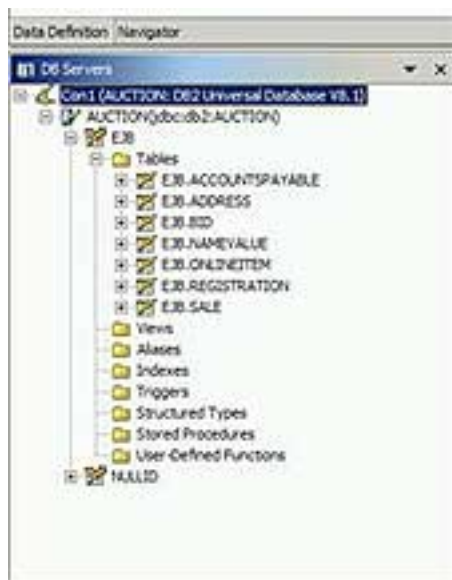 Data Definition Navigator
DB Servers
Con1 (AUCTION: DB2 Universal Database V8.1)
AUCTION(jdbc:db2:AUCTION)
EJB
Tables
EJB.ACCOUNTSPAYABLE
EJB.ADDRESS
EJB.BID
EJB.NAMEVALUE
EJB.ONLINEITEM
EJB.REGISTRATION
EJB.SALE
Views
Aliases
Indexes
Triggers
Structured Types
Stored Procedures
User-Defined Functions
NULLID